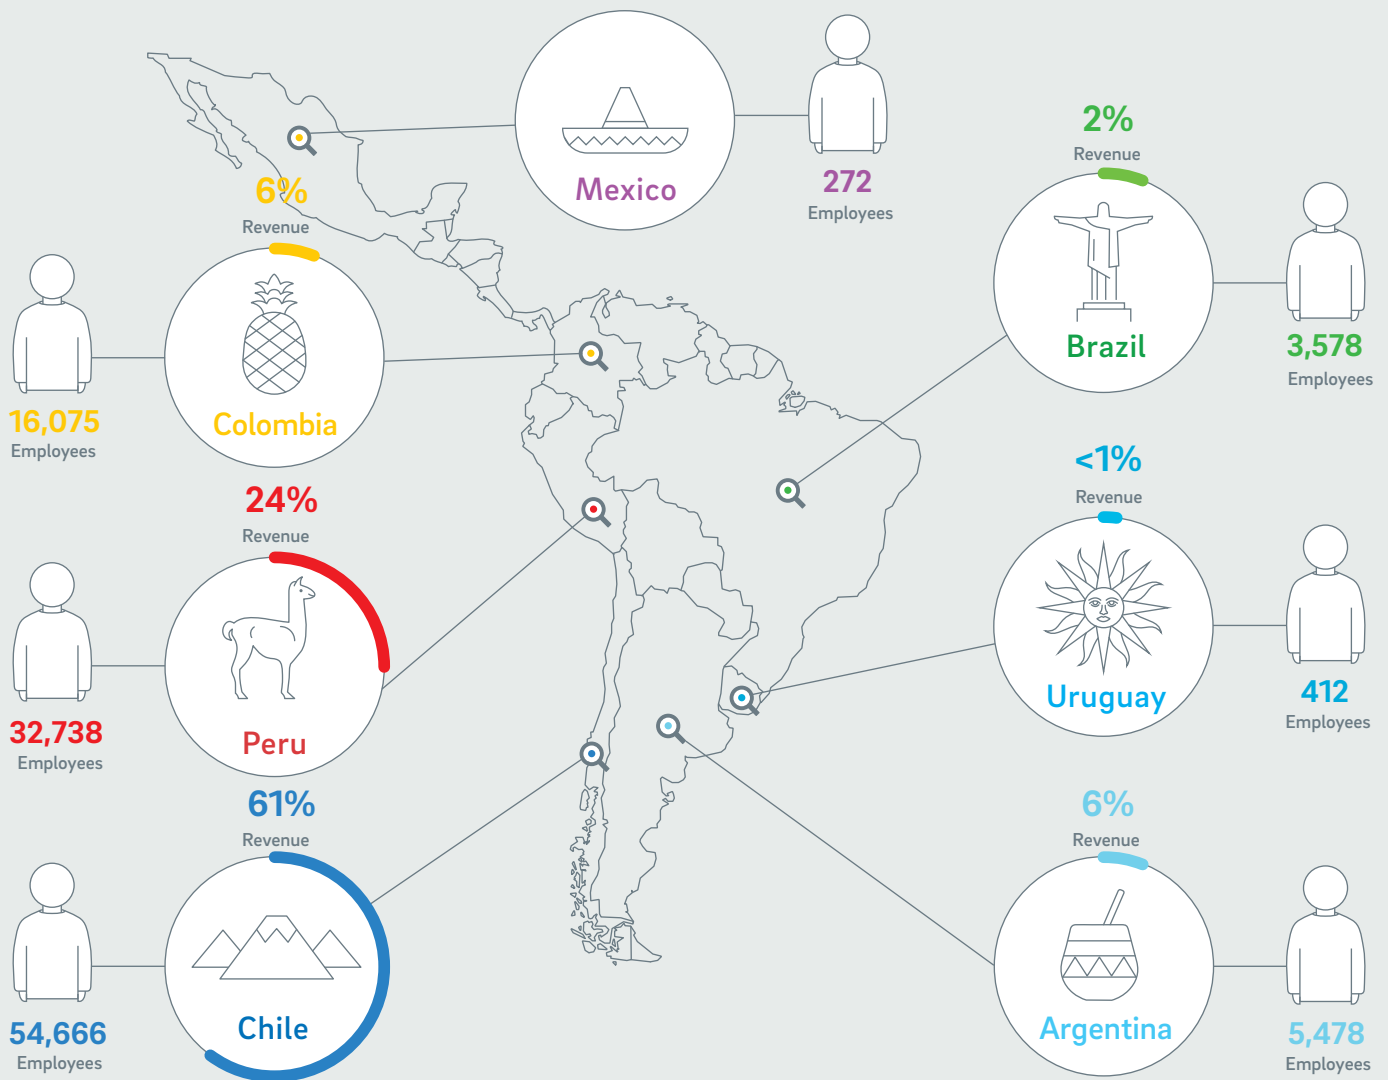 Mexico
272
Employees
6%
Revenue
Colombia
16,075
Employees
24%
Revenue
Peru
32,738
Employees
61%
Revenue
Chile
54,666
Employees
2%
Revenue
Brazil
3,578
Employees
<1%
Revenue
Uruguay
412
Employees
6%
Revenue
Argentina
5,478
Employees